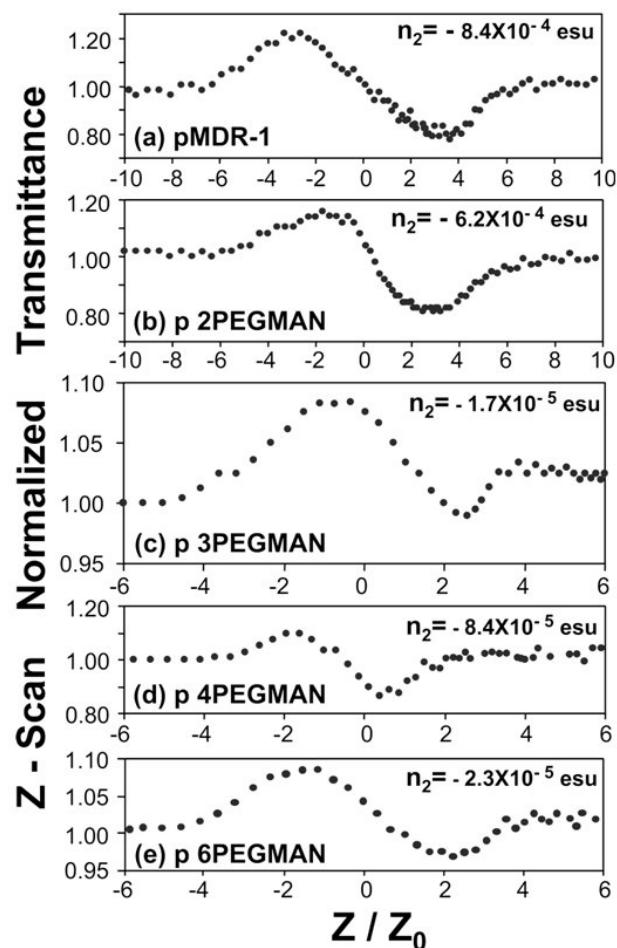 Z - Scan Normalized Transmittance
1.20
1.00
0.80
n2= - 8.4X10-4 esu
(a) pMDR-1
-10 -8 -6 -4 -2 0 2 4 6 8 10
1.20
1.00
0.80
n2= - 6.2X10-4 esu
(b) p 2PEGMAN
-10 -8 -6 -4 -2 0 2 4 6 8 10
1.10
1.05
1.00
0.95
n2= - 1.7X10-5 esu
(c) p 3PEGMAN
-6 -4 -2 0 2 4 6
1.20
1.00
0.80
n2= - 8.4X10-5 esu
(d) p 4PEGMAN
-6 -4 -2 0 2 4 6
1.10
1.05
1.00
0.95
n2= - 2.3X10-5 esu
(e) p 6PEGMAN
-6 -4 -2 0 2 4 6
Z / Z0